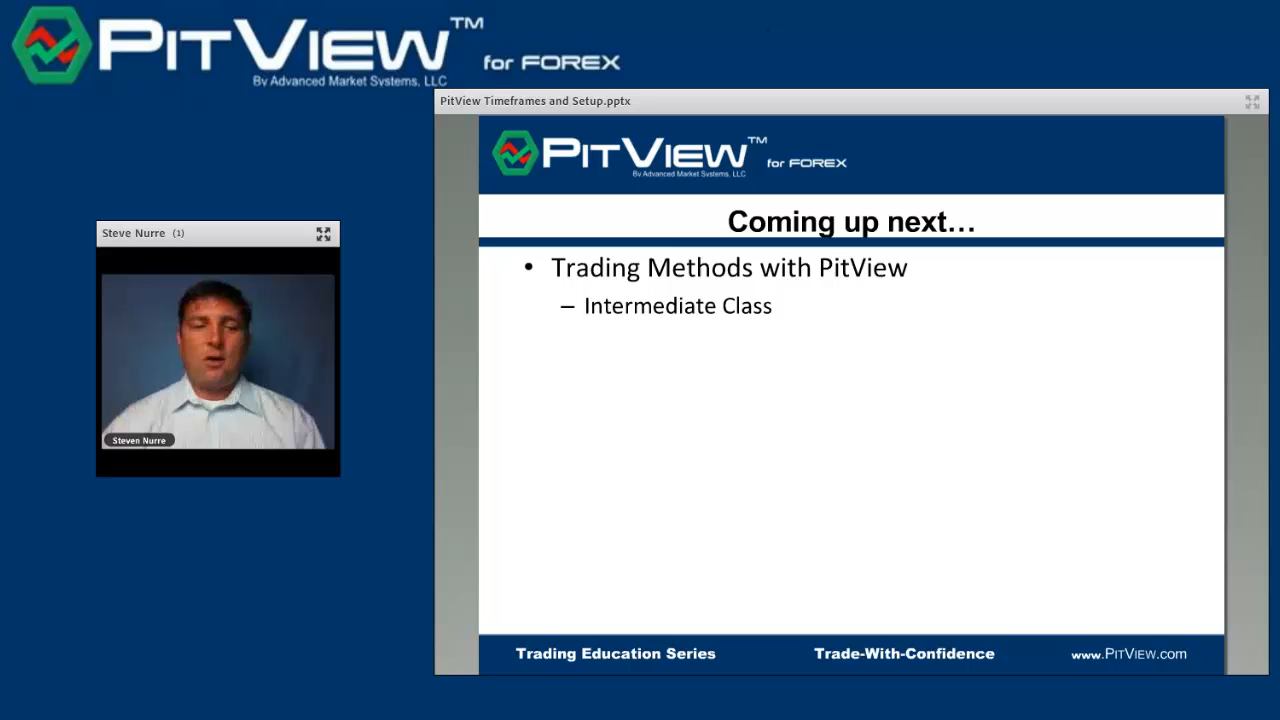 PITVIEW™ for FOREX
By Advanced Market Systems, LLC
PitView Timeframes and Setup.pptx
PITVIEW™ for FOREX
By Advanced Market Systems, LLC
Coming up next…
Steve Nurre (1)
• Trading Methods with PitView
– Intermediate Class
Steven Nurre
Trading Education Series Trade-With-Confidence www.PITVIEW.com